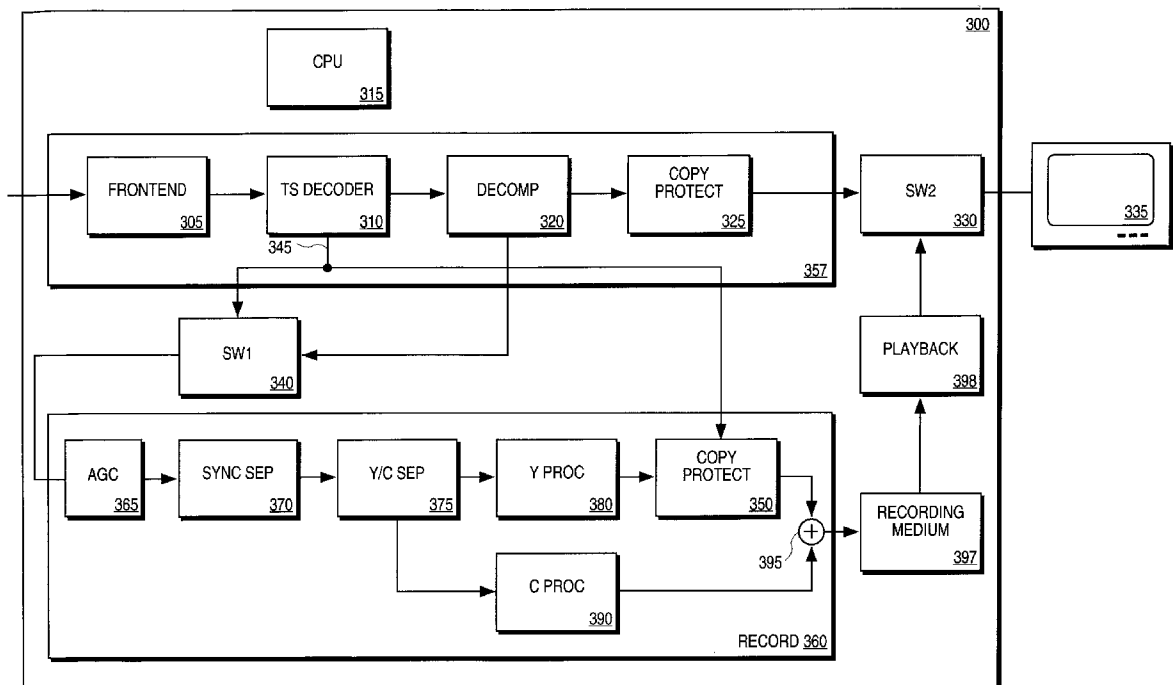 300
CPU
315
FRONTEND
305
TS DECODER
310
DECOMP
320
COPY
PROTECT
325
SW2
330
335
345
357
SW1
340
PLAYBACK
398
AGC
365
SYNC SEP
370
Y/C SEP
375
Y PROC
380
COPY
PROTECT
350
+
395
RECORDING
MEDIUM
397
C PROC
390
RECORD 360